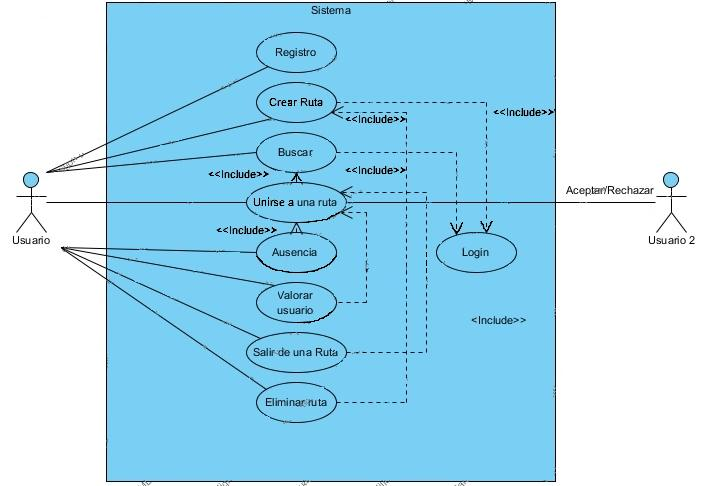 Sistema
Registro
Crear Ruta
<<Include>>
<<Include>>
Buscar
<<Include>>
<<Include>>
Unirse a una ruta
Aceptar/Rechazar
<<Include>>
Usuario
Usuario 2
Ausencia
Login
Valorar
usuario
<Include>>
Salir de una Ruta
Eliminar ruta